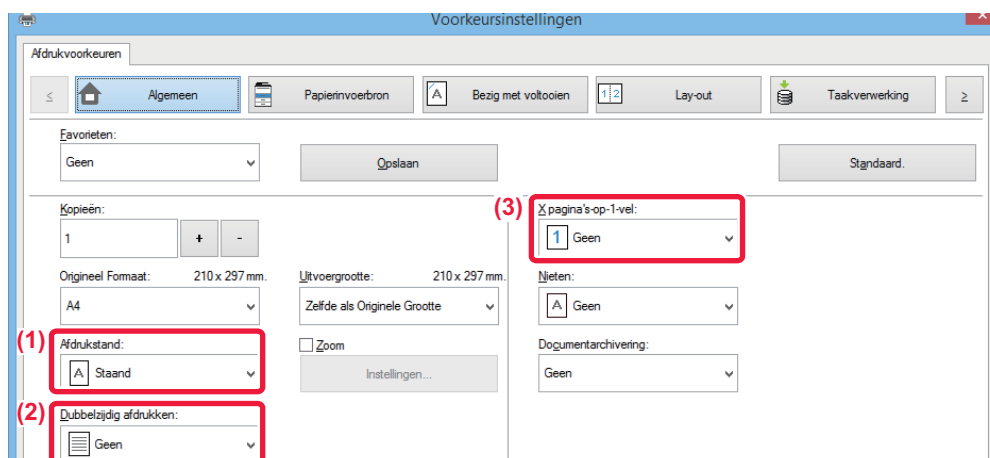 Voorkeursinstellingen
Afdrukvoorkeuren
≤ Algemeen Papierinvoerbron A Bezig met voltooien 1 2 Lay-out Taakverwerking ≥
Favorieten:
Geen Opslaan Standaard.
Kopieën: (3) X pagina's-op-1-vel:
1 + - 1 Geen
Origineel Formaat: 210 x 297 mm. Uitvoergrootte: 210 x 297 mm. Nieten:
A4 Zelfde als Originele Grootte A Geen
(1) Afdrukstand: Zoom Documentarchivering:
A Staand Instellingen... Geen
(2) Dubbelzijdig afdrukken:
Geen